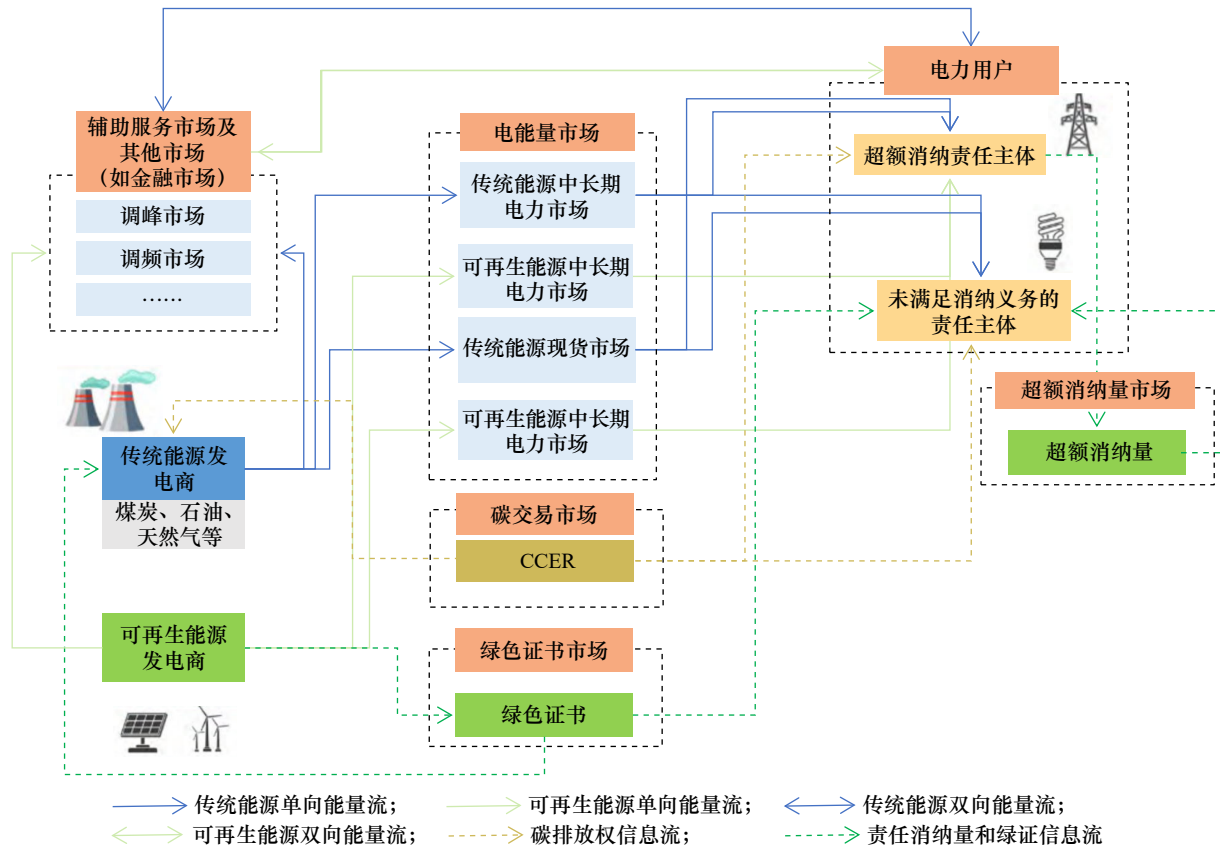 电力用户
辅助服务市场及
其他市场
（如金融市场）
调峰市场
调频市场
……
电能量市场
传统能源中长期
电力市场
可再生能源中长期
电力市场
传统能源现货市场
可再生能源中长期
电力市场
超额消纳责任主体
未满足消纳义务的
责任主体
超额消纳量市场
超额消纳量
传统能源发
电商
煤炭、石油、
天然气等
碳交易市场
CCER
可再生能源
发电商
绿色证书市场
绿色证书
传统能源单向能量流；
可再生能源单向能量流；
传统能源双向能量流；
可再生能源双向能量流；
碳排放权信息流；
责任消纳量和绿证信息流